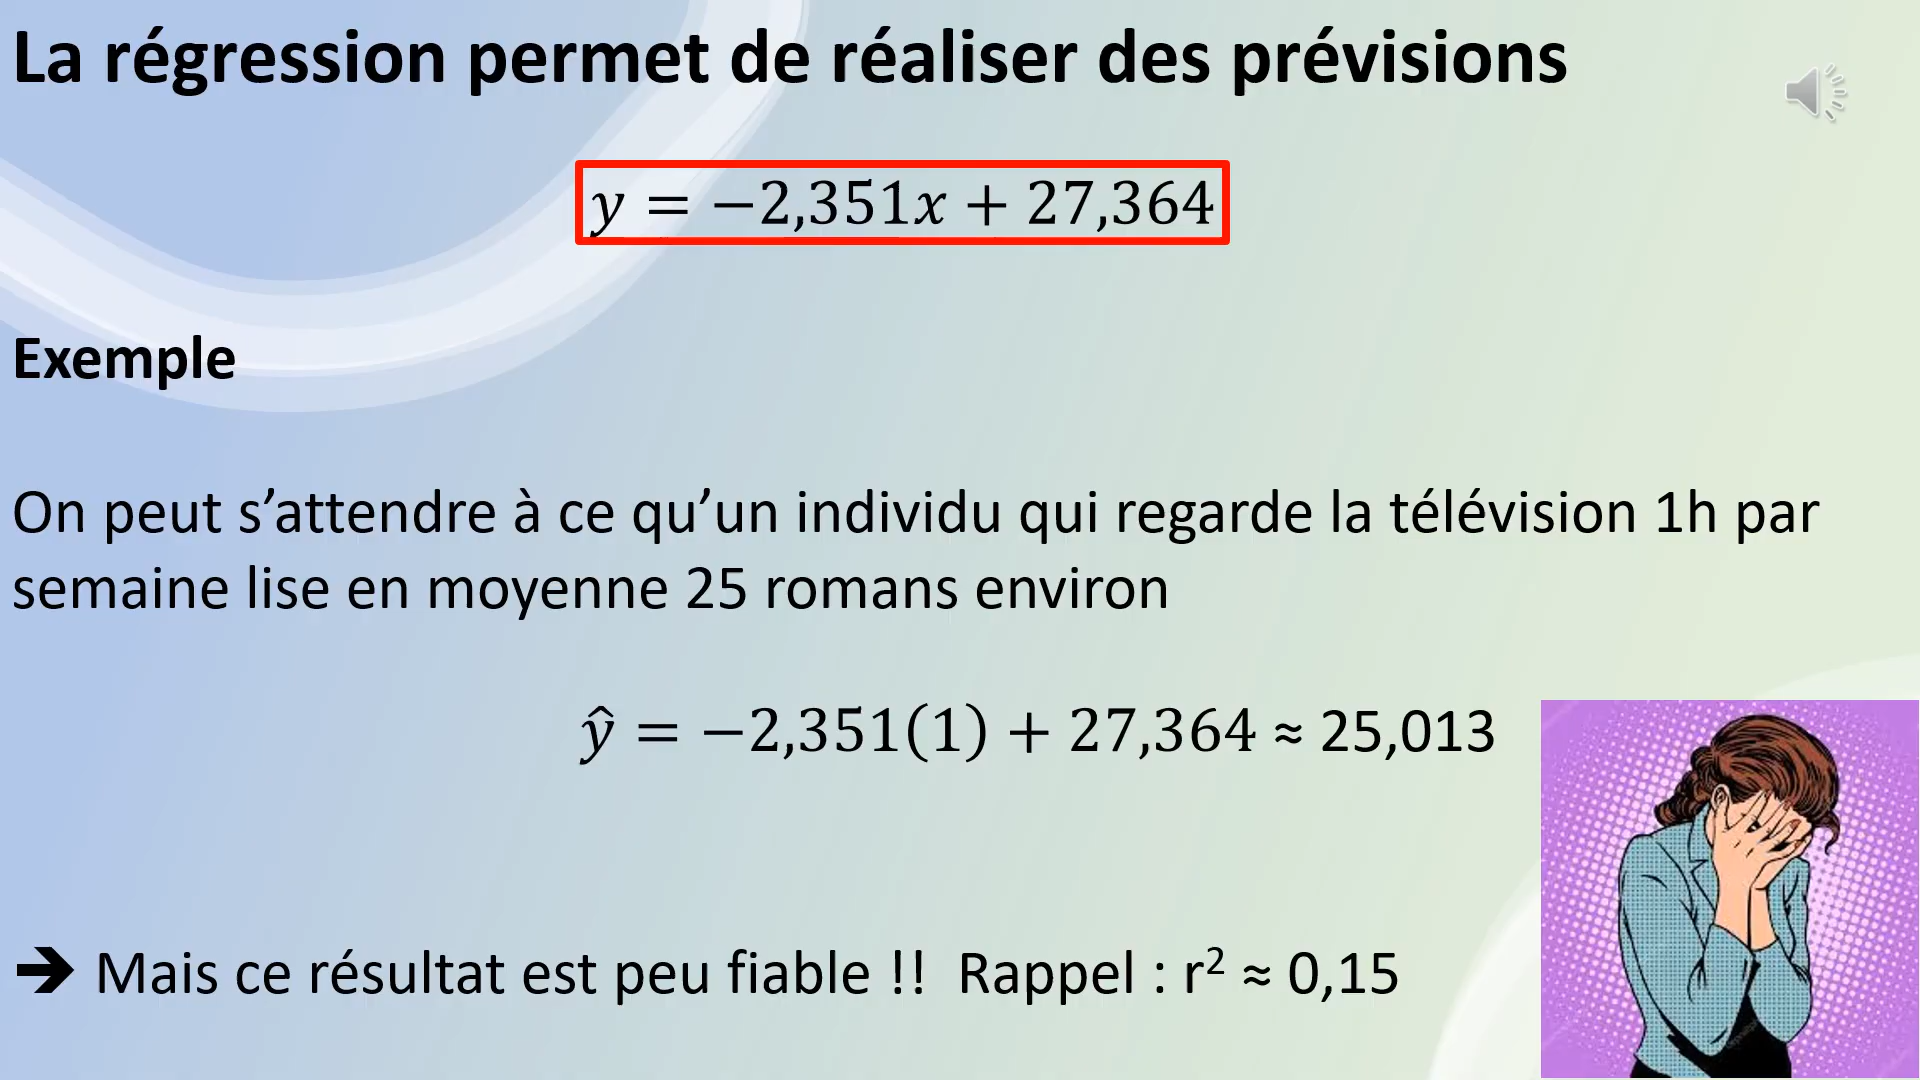 La régression permet de réaliser des prévisions
y = −2,351x + 27,364
Exemple
On peut s’attendre à ce qu’un individu qui regarde la télévision 1h par
semaine lise en moyenne 25 romans environ
ŷ = −2,351(1) + 27,364 ≈ 25,013
➔ Mais ce résultat est peu fiable !! Rappel : r² ≈ 0,15